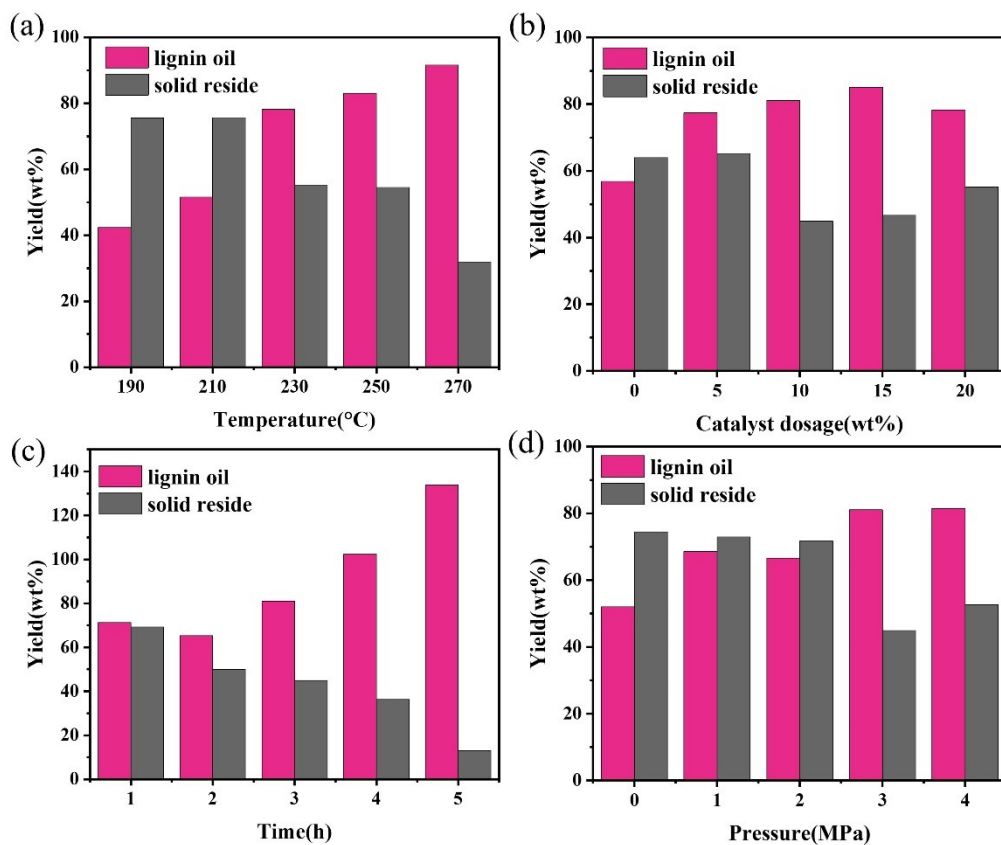 (a)
100
80
60
40
20
0
Yield(wt%)
lignin oil
solid reside
190 210 230 250 270
Temperature(°C)
(b)
100
80
60
40
20
0
Yield(wt%)
lignin oil
solid reside
0 5 10 15 20
Catalyst dosage(wt%)
(c)
140
120
100
80
60
40
20
0
Yield(wt%)
lignin oil
solid reside
1 2 3 4 5
Time(h)
(d)
100
80
60
40
20
0
Yield(wt%)
lignin oil
solid reside
0 1 2 3 4
Pressure(MPa)